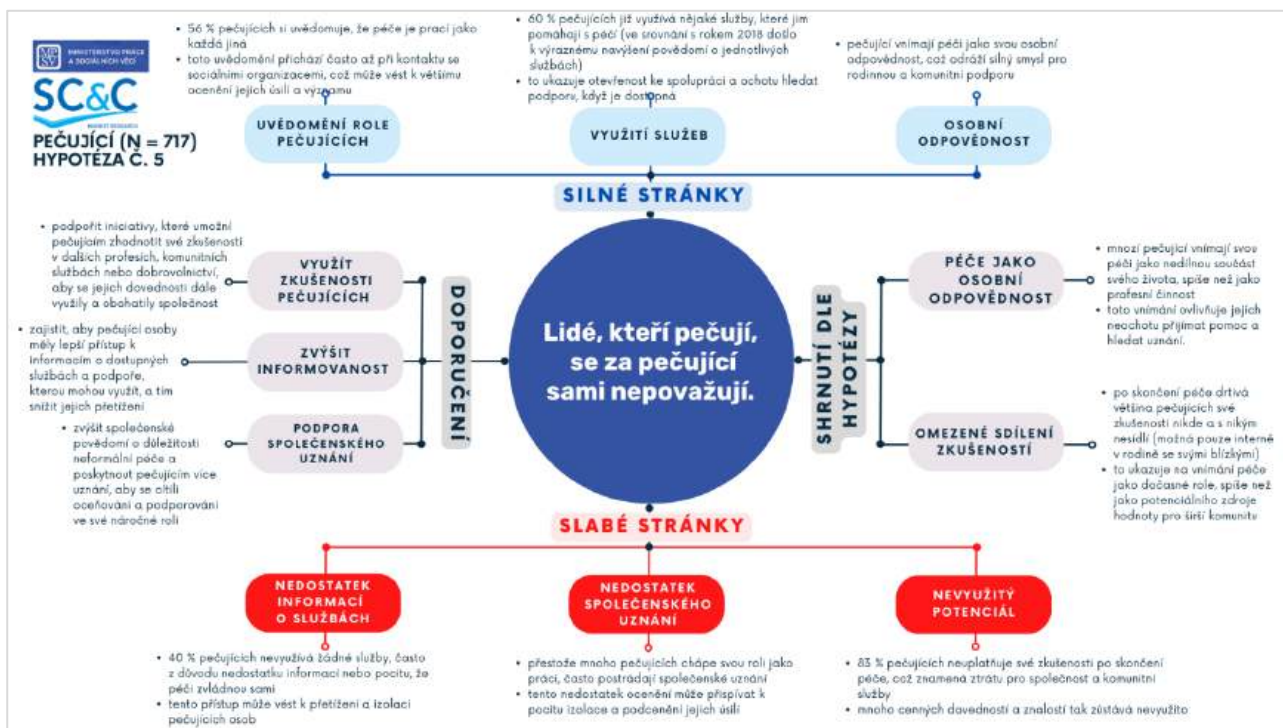 MINISTERSTVO PRÁCE
A SOCIÁLNÍCH VĚCÍ
SC&C
MARKET RESEARCH
PEČUJÍCÍ (N = 717)
HYPOTÉZA Č. 5
• 56 % pečujících si uvědomuje, že péče je prací jako
každá jiná
• toto uvědomění přichází často až při kontaktu se
sociálními organizacemi, což může vést k většímu
ocenění jejich úsilí a významu
UVĚDOMĚNÍ ROLE
PEČUJÍCÍCH
• 60 % pečujících již využívá nějaké služby, které jim
pomáhají s péčí (ve srovnání s rokem 2018 došlo
k výraznému navýšení povědomí o jednotlivých
službách)
• to ukazuje otevřenost ke spolupráci a ochotu hledat
podporu, když je dostupná
VYUŽITÍ SLUŽEB
• pečující vnímají péči jako svou osobní
odpovědnost, což odráží silný smysl pro
rodinnou a komunitní podporu
OSOBNÍ
ODPOVĚDNOST
SILNÉ STRÁNKY
• podpořit iniciativy, které umožní
pečujícím zhodnotit své zkušenosti
v dalších profesích, komunitních
službách nebo dobrovolnictví,
aby se jejich dovednosti dále
využily a obohatily společnost
VYUŽÍT
ZKUŠENOSTI
PEČUJÍCÍCH
• zajistit, aby pečující osoby
měly lepší přístup k
informacím o dostupných
službách a podpoře,
kterou mohou využít, a tím
snížit jejich přetížení
ZVÝŠIT
INFORMOVANOST
• zvýšit společenské
povědomí o důležitosti
neformální péče a
poskytnout pečujícím více
uznání, aby se cítili
oceňováni a podporováni
ve své náročné roli
PODPORA
SPOLEČENSKÉHO
UZNÁNÍ
DOPORUČENÍ
Lidé, kteří pečují,
se za pečující
sami nepovažují.
SHRNUTÍ DLE
HYPOTÉZY
PÉČE JAKO
OSOBNÍ
ODPOVĚDNOST
• mnozí pečující vnímají svou
péči jako nedílnou součást
svého života, spíše než jako
profesní činnost
• toto vnímání ovlivňuje jejich
neochotu přijímat pomoc a
hledat uznání.
OMEZENÉ SDÍLENÍ
ZKUŠENOSTÍ
• po skončení péče drtivá
většina pečujících své
zkušenosti nikde a s nikým
nesídlí (možná pouze interně
v rodině se svými blízkými)
• to ukazuje na vnímání péče
jako dočasné role, spíše než
jako potenciálního zdroje
hodnoty pro širší komunitu
SLABÉ STRÁNKY
NEDOSTATEK
INFORMACÍ
O SLUŽBÁCH
• 40 % pečujících nevyužívá žádné služby, často
z důvodu nedostatku informací nebo pocitu, že
péči zvládnou sami
• tento přístup může vést k přetížení a izolaci
pečujících osob
NEDOSTATEK
SPOLEČENSKÉHO
UZNÁNÍ
• přestože mnoho pečujících chápe svou roli jako
práci, často postrádají společenské uznání
• tento nedostatek ocenění může přispívat k
pocitu izolace a podcenění jejich úsilí
NEVYUŽITÝ
POTENCIÁL
• 83 % pečujících neuplatňuje své zkušenosti po skončení
péče, což znamená ztrátu pro společnost a komunitní
služby
• mnoho cenných dovedností a znalostí tak zůstává nevyužito